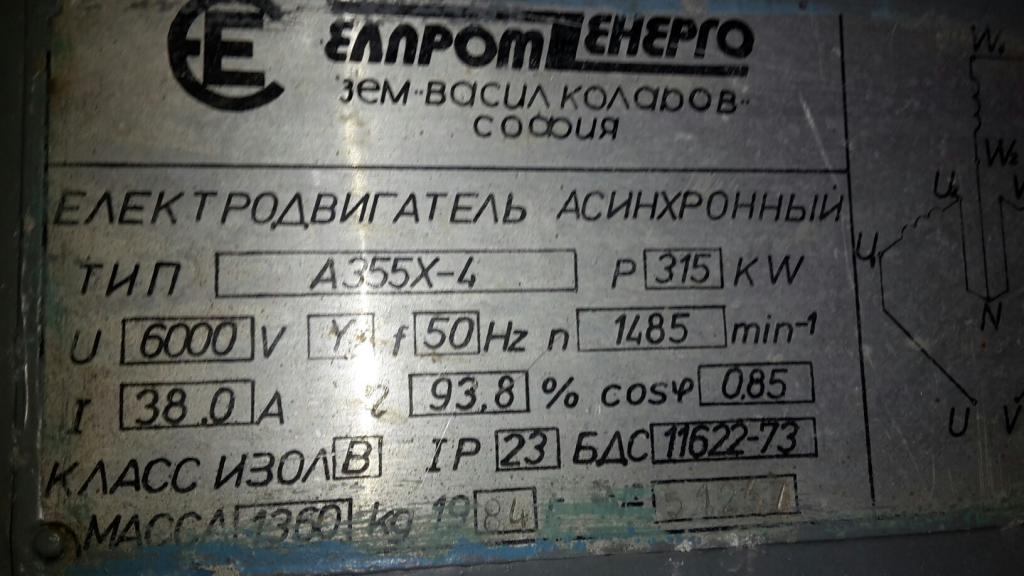 ЕЛПРОМ ЕНЕРГО
ЗЕМ "ВАСИЛ КОЛАРОВ"
СОФИЯ
ЕЛЕКТРОДВИГАТЕЛЬ АСИНХРОННЫЙ
ТИП А355Х-4 P 315 KW
U 6000 V Y f 50 Hz n 1485 min-1
I 38.0 A η 93,8 % cosφ 0.85
КЛАСС ИЗОЛ B IP 23 БДС 11622-73
МАССА 1360 kg 1984 г
W1
W2
U2
U1
N
U V